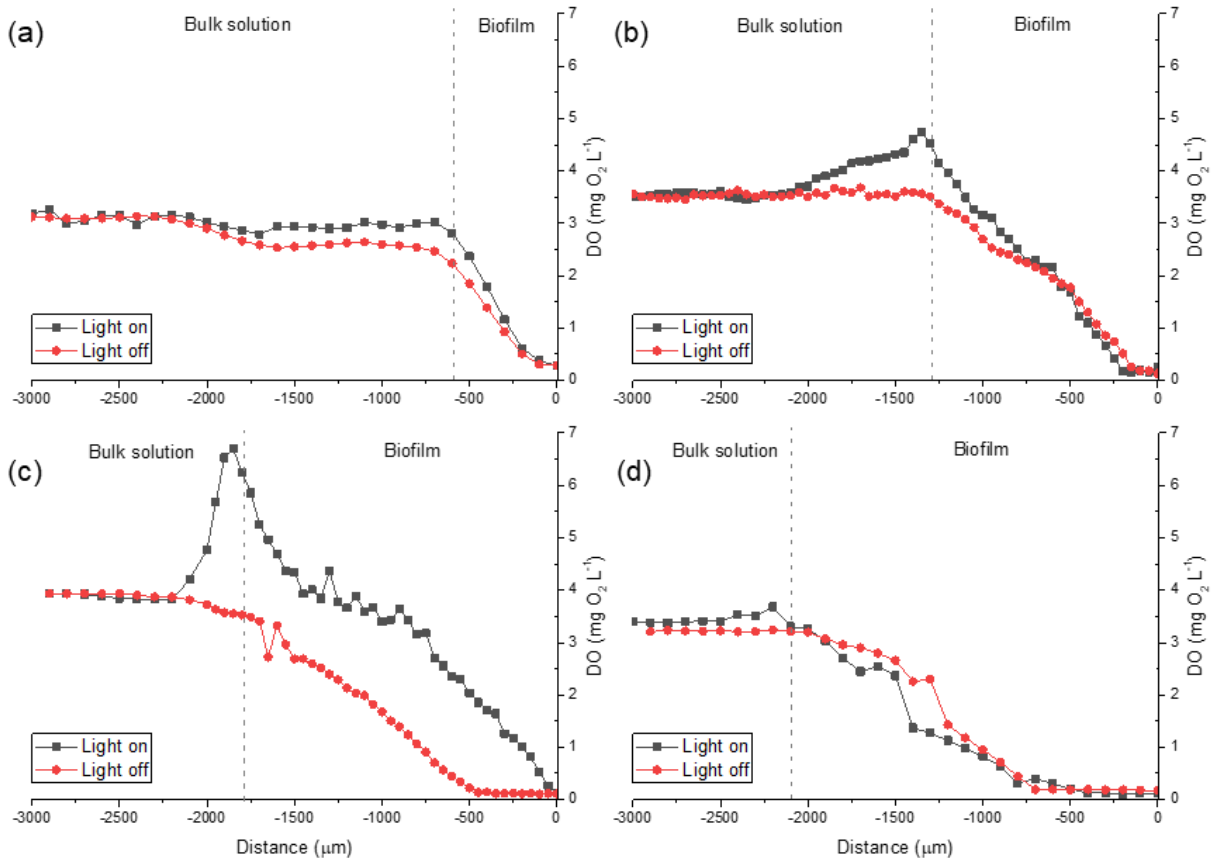 (a)
Bulk solution
Biofilm
7
6
5
4
3
2
1
0
DO (mg O₂ L⁻¹)
Light on
Light off
-3000 -2500 -2000 -1500 -1000 -500 0
(b)
Bulk solution
Biofilm
7
6
5
4
3
2
1
0
DO (mg O₂ L⁻¹)
Light on
Light off
-3000 -2500 -2000 -1500 -1000 -500 0
(c)
Bulk solution
Biofilm
7
6
5
4
3
2
1
0
DO (mg O₂ L⁻¹)
Light on
Light off
-3000 -2500 -2000 -1500 -1000 -500 0
Distance (μm)
(d)
Bulk solution
Biofilm
7
6
5
4
3
2
1
0
DO (mg O₂ L⁻¹)
Light on
Light off
-3000 -2500 -2000 -1500 -1000 -500 0
Distance (μm)